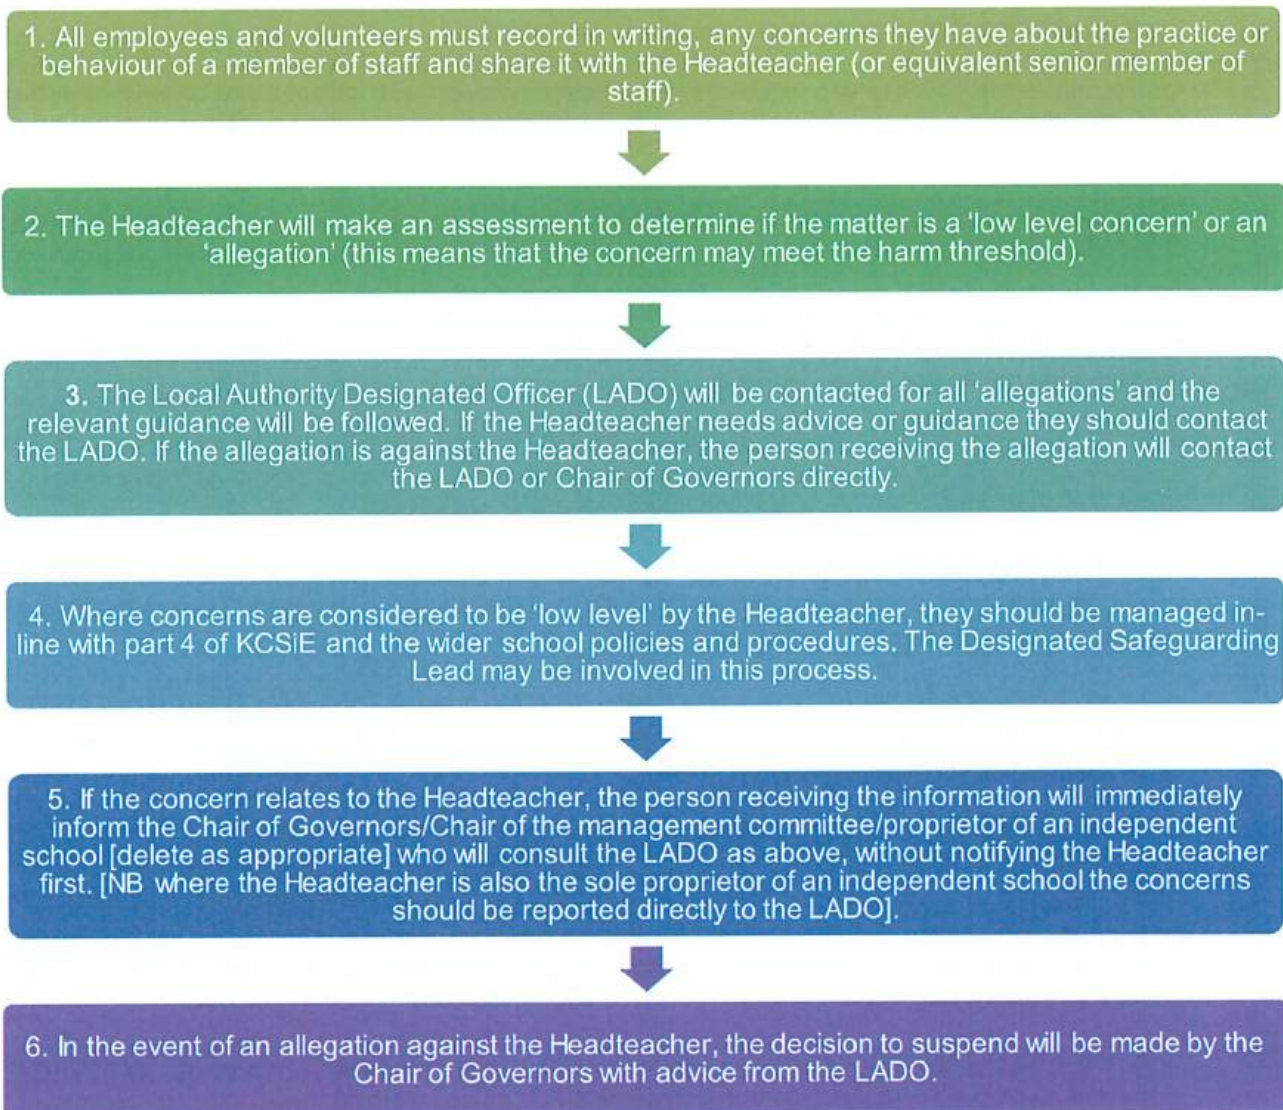 1. All employees and volunteers must record in writing, any concerns they have about the practice or
behaviour of a member of staff and share it with the Headteacher (or equivalent senior member of
staff).
2. The Headteacher will make an assessment to determine if the matter is a ‘low level concern’ or an
‘allegation’ (this means that the concern may meet the harm threshold).
3. The Local Authority Designated Officer (LADO) will be contacted for all ‘allegations’ and the
relevant guidance will be followed. If the Headteacher needs advice or guidance they should contact
the LADO. If the allegation is against the Headteacher, the person receiving the allegation will contact
the LADO or Chair of Governors directly.
4. Where concerns are considered to be ‘low level’ by the Headteacher, they should be managed in-
line with part 4 of KCSiE and the wider school policies and procedures. The Designated Safeguarding
Lead may be involved in this process.
5. If the concern relates to the Headteacher, the person receiving the information will immediately
inform the Chair of Governors/Chair of the management committee/proprietor of an independent
school [delete as appropriate] who will consult the LADO as above, without notifying the Headteacher
first. [NB where the Headteacher is also the sole proprietor of an independent school the concerns
should be reported directly to the LADO].
6. In the event of an allegation against the Headteacher, the decision to suspend will be made by the
Chair of Governors with advice from the LADO.